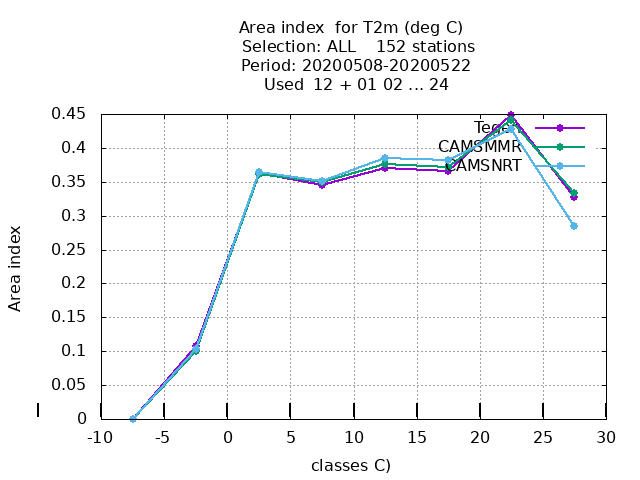 Area index for T2m (deg C)
Selection: ALL 152 stations
Period: 20200508-20200522
Used 12 + 01 02 ... 24
0.45
0.4
0.35
0.3
0.25
0.2
0.15
0.1
0.05
0
Area index
CAMSMMR
CAMSNRT
-10 -5 0 5 10 15 20 25 30
classes C)